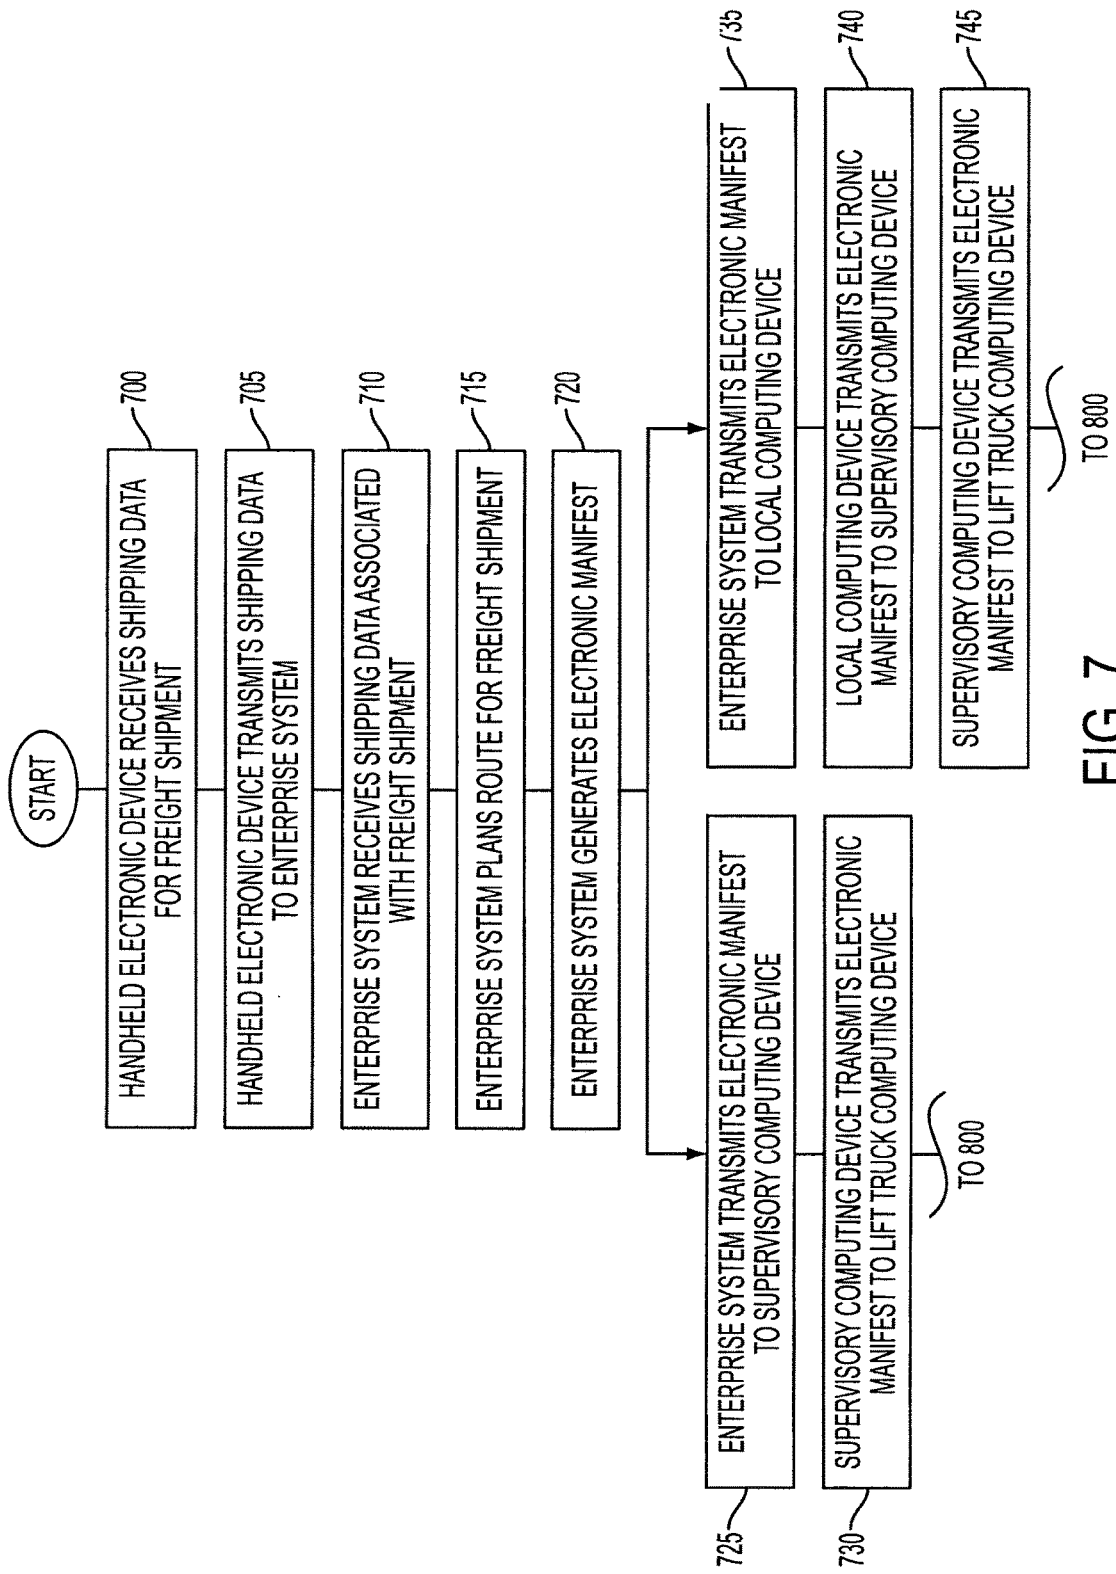 START
HANDHELD ELECTRONIC DEVICE RECEIVES SHIPPING DATA
FOR FREIGHT SHIPMENT
700
HANDHELD ELECTRONIC DEVICE TRANSMITS SHIPPING DATA
TO ENTERPRISE SYSTEM
705
ENTERPRISE SYSTEM RECEIVES SHIPPING DATA ASSOCIATED
WITH FREIGHT SHIPMENT
710
ENTERPRISE SYSTEM PLANS ROUTE FOR FREIGHT SHIPMENT
715
ENTERPRISE SYSTEM GENERATES ELECTRONIC MANIFEST
720
725
ENTERPRISE SYSTEM TRANSMITS ELECTRONIC MANIFEST
TO SUPERVISORY COMPUTING DEVICE
730
SUPERVISORY COMPUTING DEVICE TRANSMITS ELECTRONIC
MANIFEST TO LIFT TRUCK COMPUTING DEVICE
TO 800
ENTERPRISE SYSTEM TRANSMITS ELECTRONIC MANIFEST
TO LOCAL COMPUTING DEVICE
735
LOCAL COMPUTING DEVICE TRANSMITS ELECTRONIC
MANIFEST TO SUPERVISORY COMPUTING DEVICE
740
SUPERVISORY COMPUTING DEVICE TRANSMITS ELECTRONIC
MANIFEST TO LIFT TRUCK COMPUTING DEVICE
745
TO 800
FIG. 7